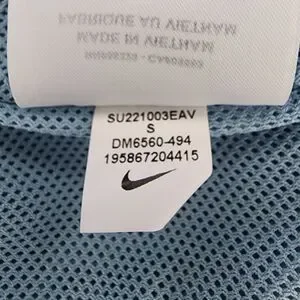 FABRIQUE AU VIETNAM
MADE IN VIETNAM
SU221003EAV
S
DM6560-494
195867204415